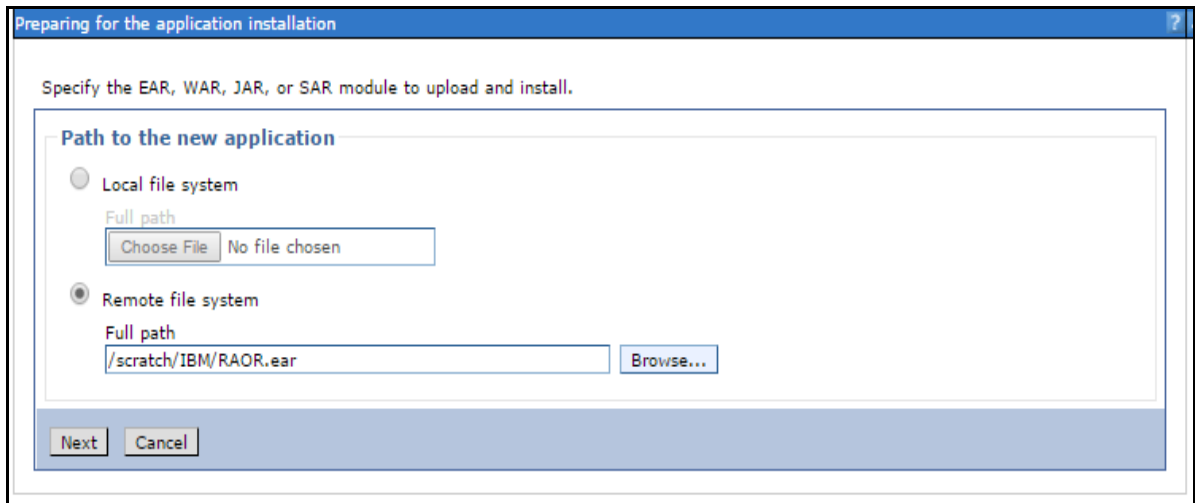 Preparing for the application installation ?
Specify the EAR, WAR, JAR, or SAR module to upload and install.
Path to the new application
Local file system
Full path
Choose File No file chosen
Remote file system
Full path
/scratch/IBM/RAOR.ear Browse...
Next Cancel